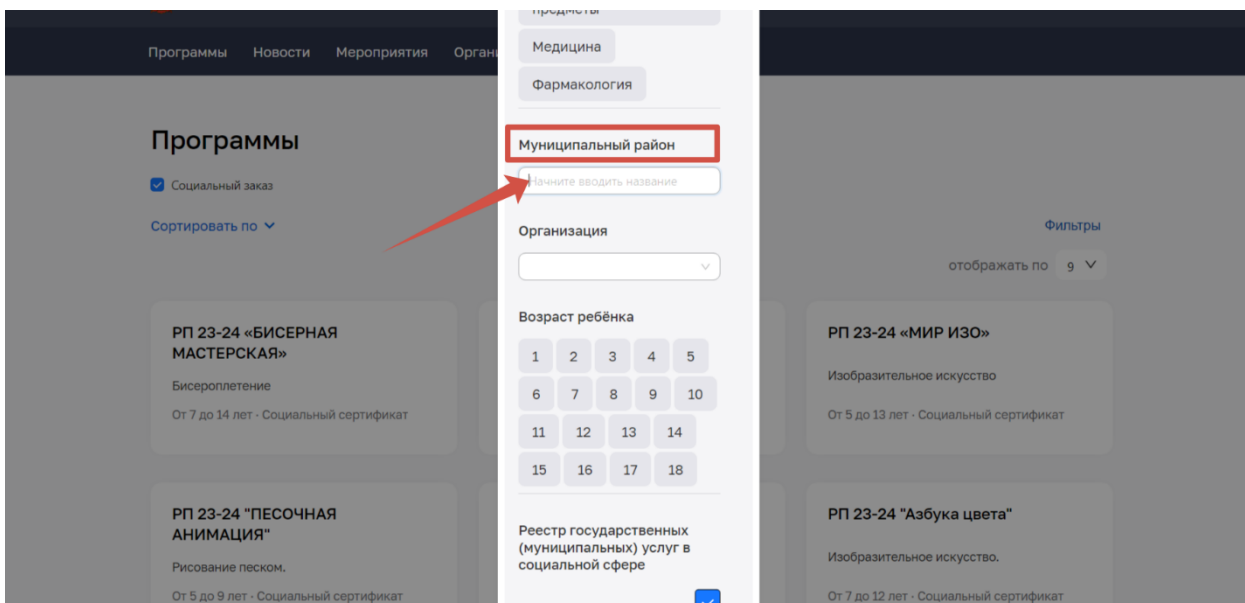 предметы
Программы Новости Мероприятия
Медицина
Фармакология
Программы
Муниципальный район
Социальный заказ
Начните вводить название
Сортировать по
Организация
Фильтры
отображать по 9
Возраст ребёнка
1 2 3 4 5
6 7 8 9 10
11 12 13 14
15 16 17 18
РП 23-24 «БИСЕРНАЯ
МАСТЕРСКАЯ»
Бисероплетение
От 7 до 14 лет · Социальный сертификат
РП 23-24 «МИР ИЗО»
Изобразительное искусство
От 5 до 13 лет · Социальный сертификат
Реестр государственных
(муниципальных) услуг в
социальной сфере
РП 23-24 "ПЕСОЧНАЯ
АНИМАЦИЯ"
Рисование песком.
От 5 до 9 лет · Социальный сертификат
РП 23-24 "Азбука цвета"
Изобразительное искусство.
От 7 до 12 лет · Социальный сертификат